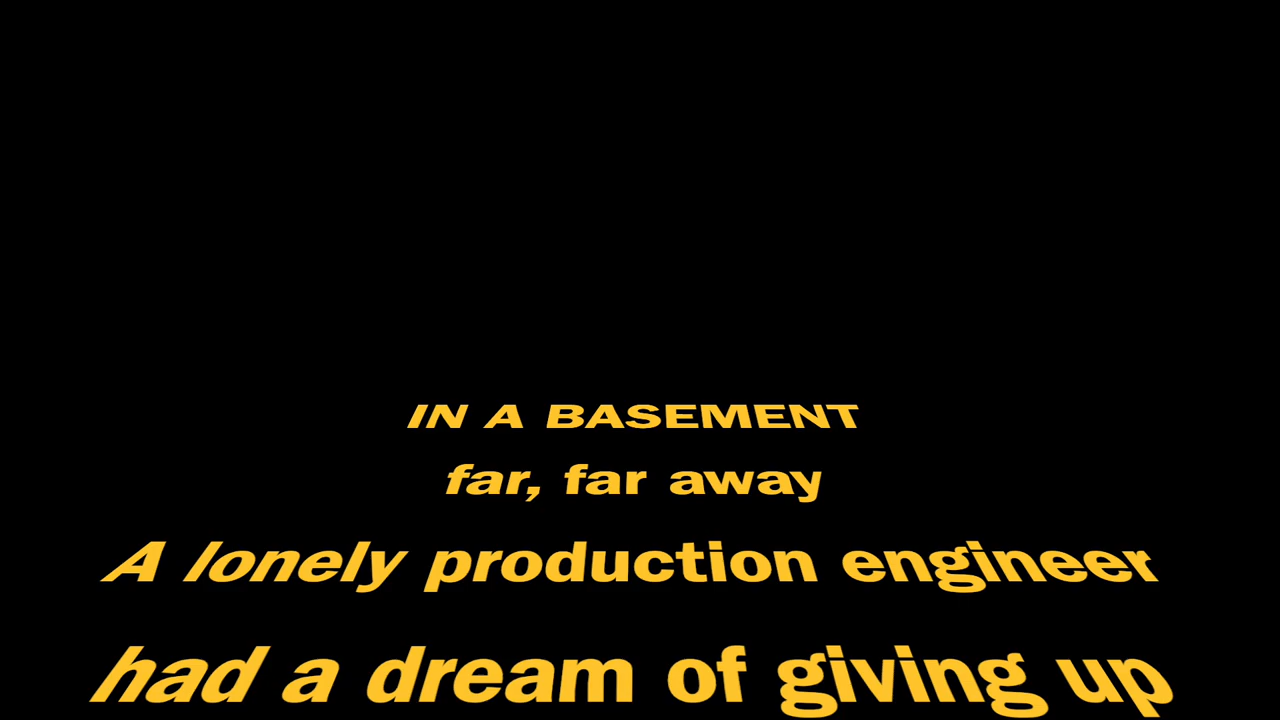 IN A BASEMENT
far, far away
A lonely production engineer
had a dream of giving up